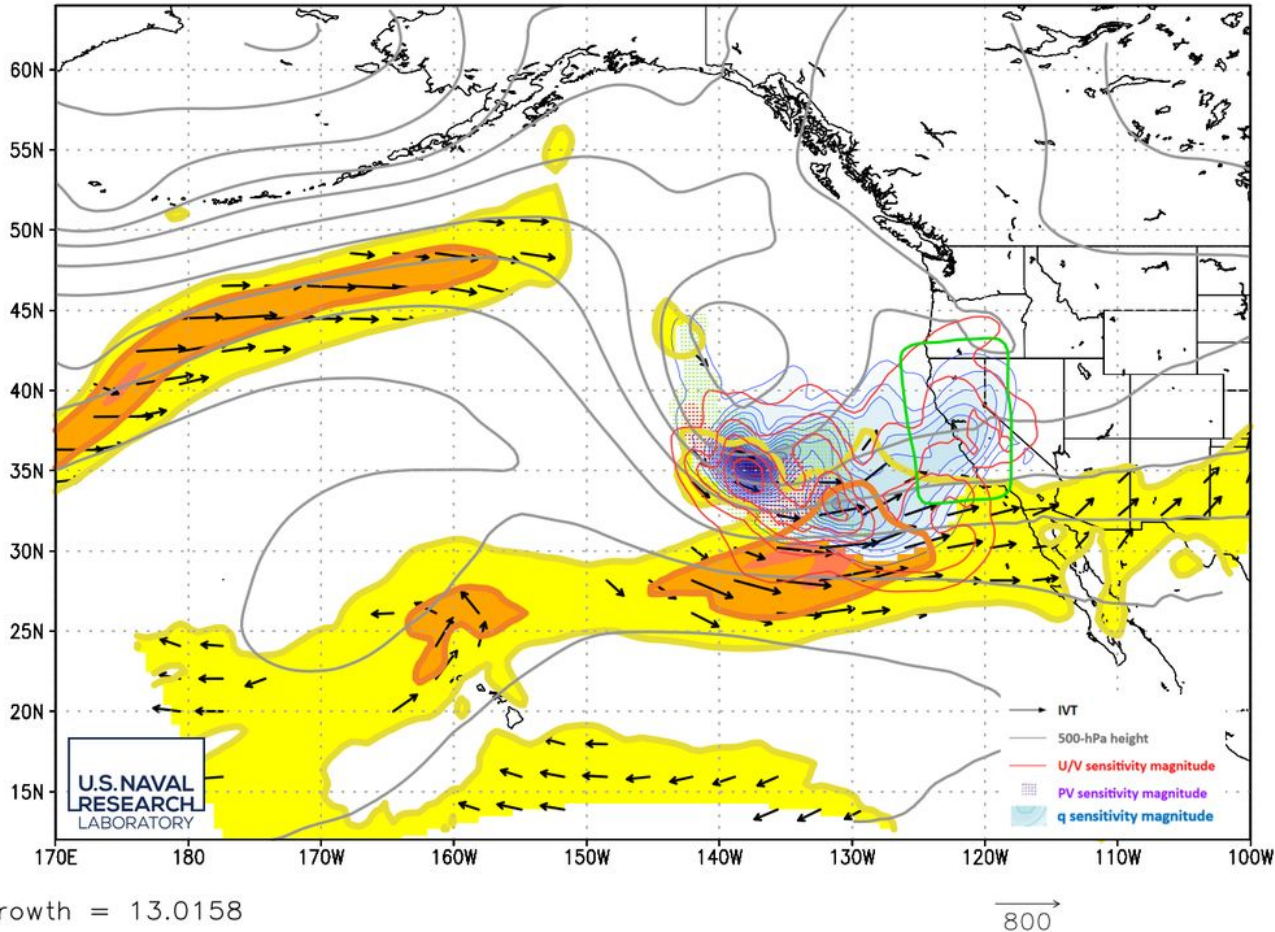 60N
55N
50N
45N
40N
35N
30N
25N
20N
15N
IVT
500-hPa height
U/V sensitivity magnitude
PV sensitivity magnitude
q sensitivity magnitude
U.S. NAVAL
RESEARCH
LABORATORY
170E 180 170W 160W 150W 140W 130W 120W 110W 100W
rowth = 13.0158
800